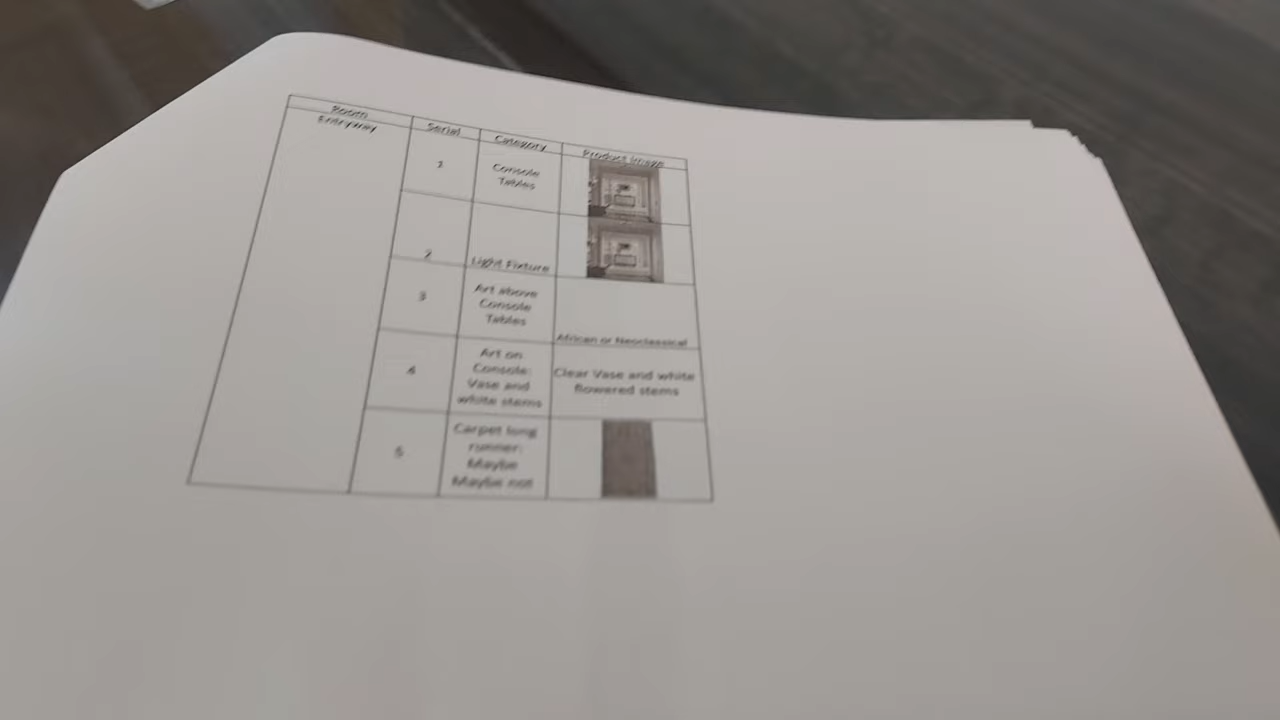 Room Serial Category Product Image
Entryway
1
Console
Tables
2
Light Fixture
3
Art above
Console
Tables
African or Neoclassical
4
Art on
Console:
Vase and
white stems
Clear Vase and white
flowered stems
5
Carpet long
runner:
Maybe
Maybe not